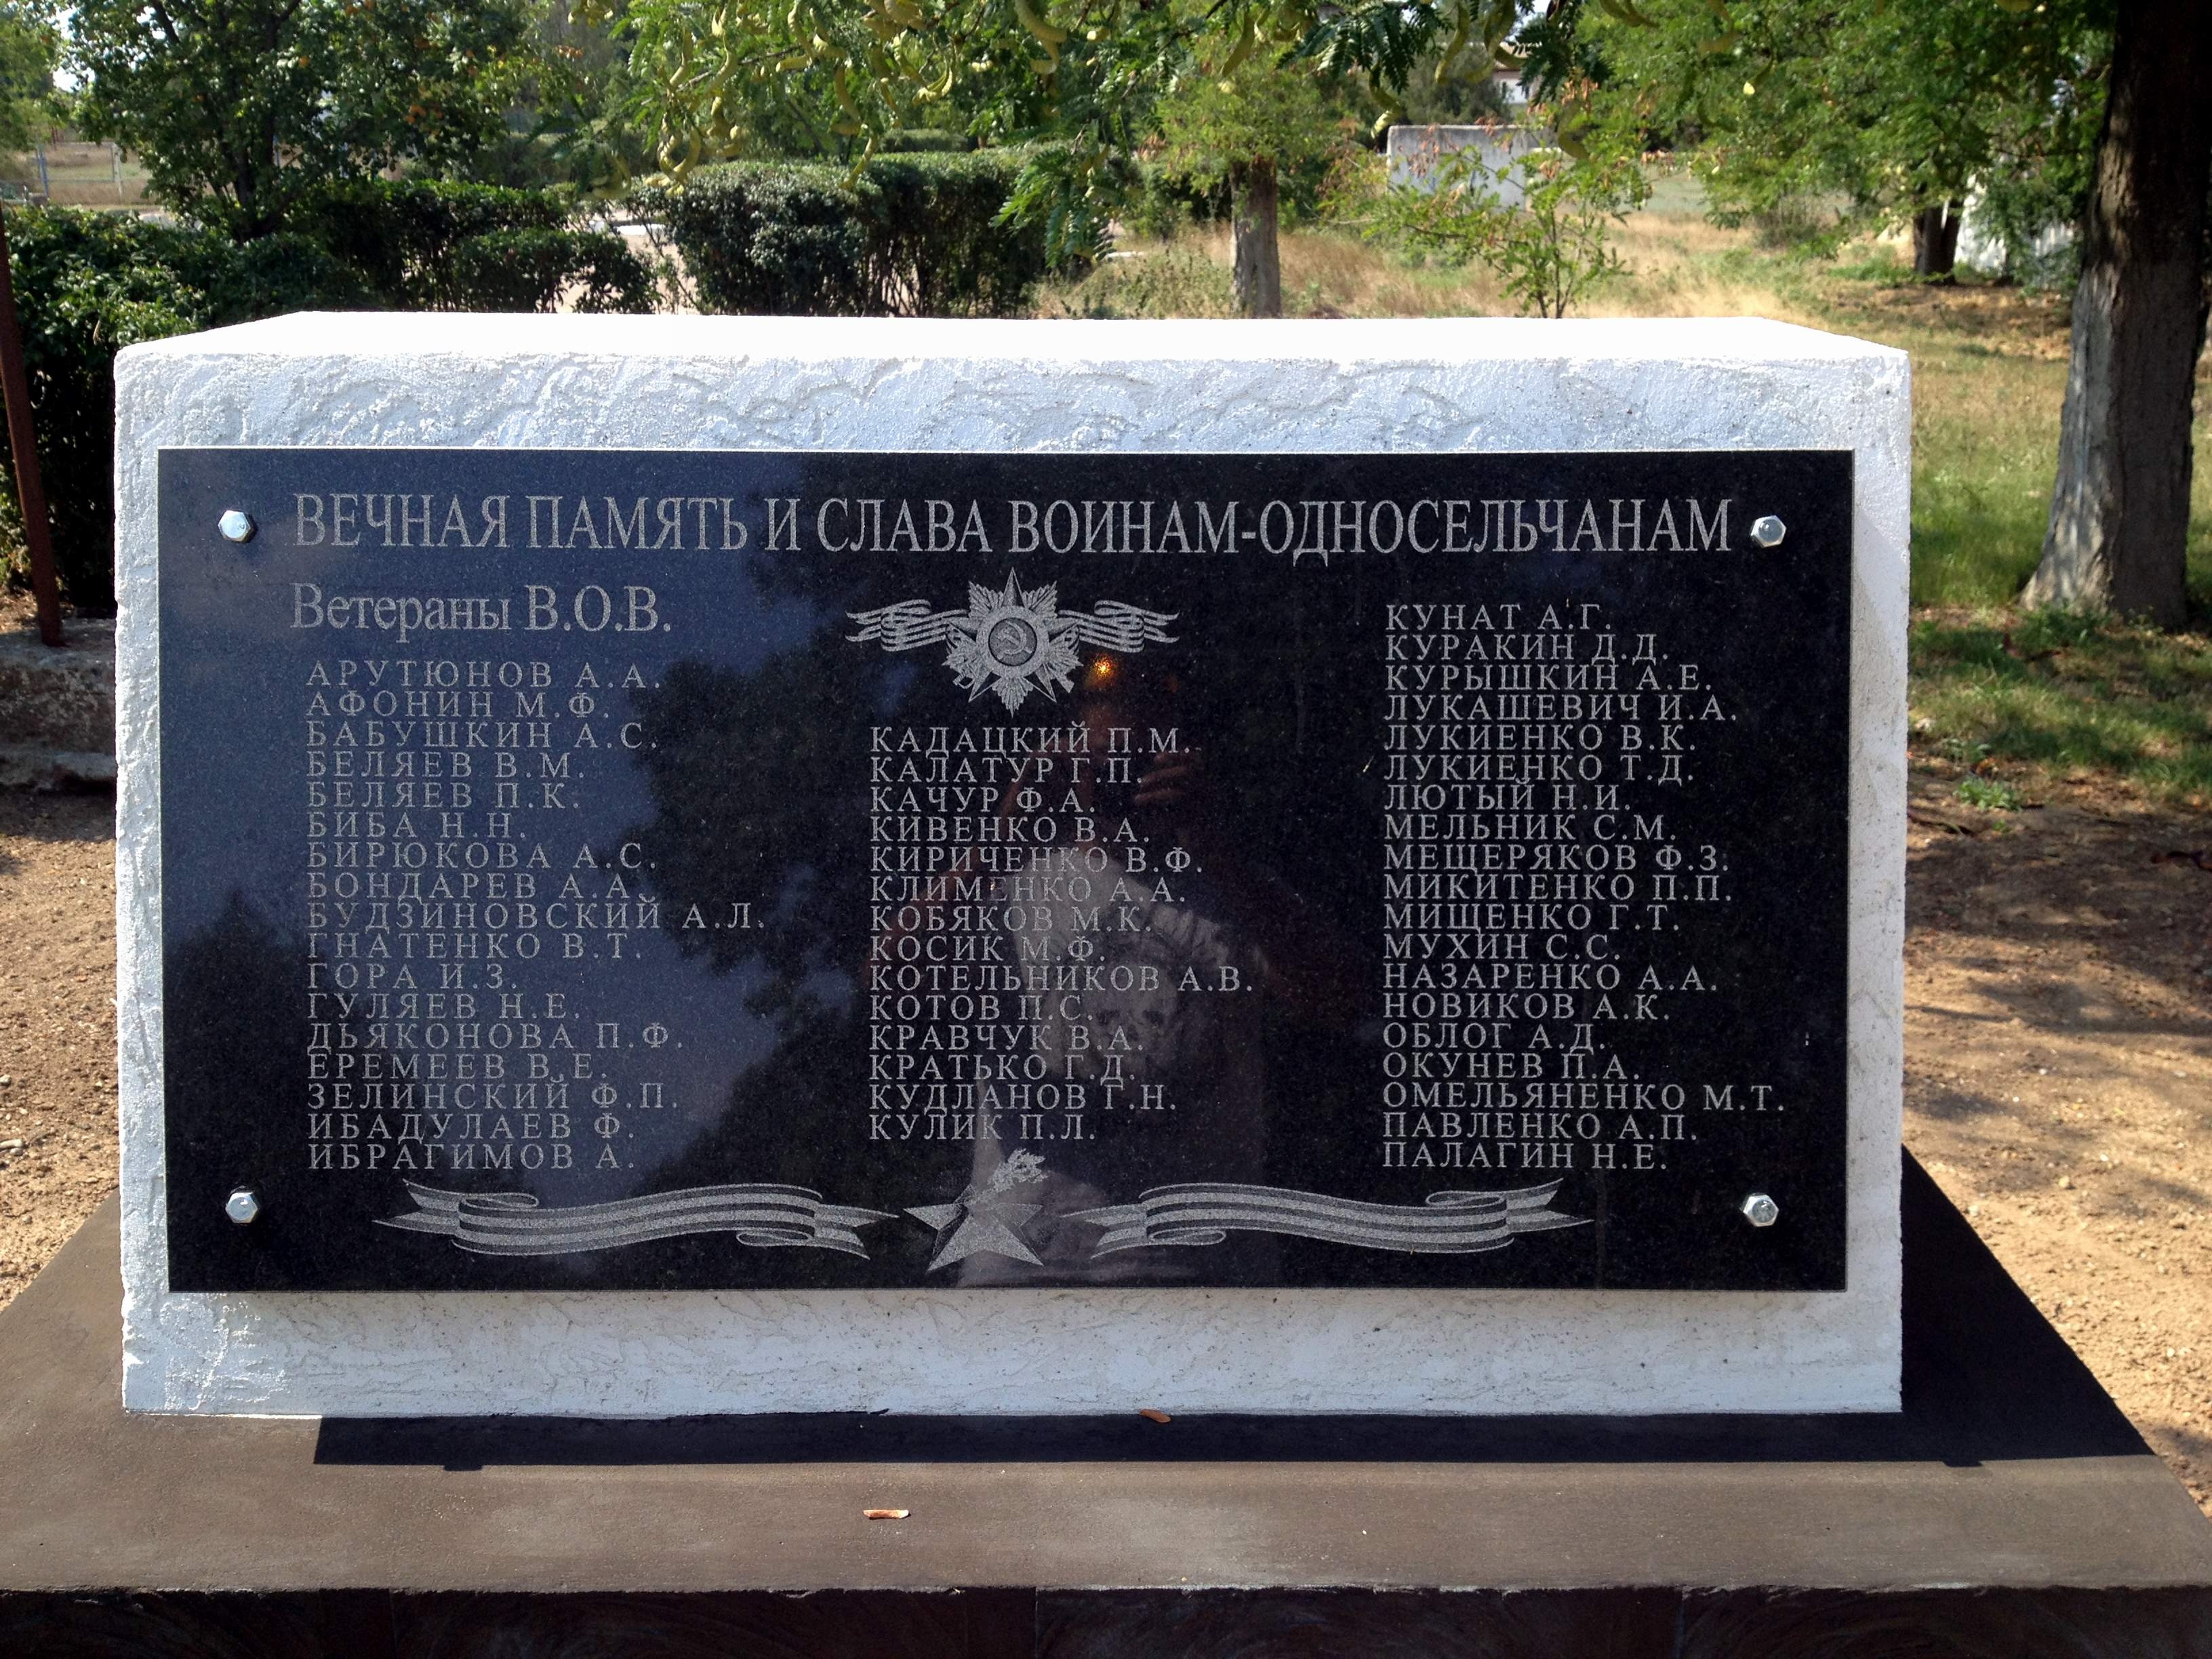 ВЕЧНАЯ ПАМЯТЬ И СЛАВА ВОИНАМ-ОДНОСЕЛЬЧАНАМ
Ветераны В.О.В.
АРУТЮНОВ А.А.
АФОНИН М.Ф.
БАБУШКИН А.С.
БЕЛЯЕВ В.М.
БЕЛЯЕВ П.К.
БИБА Н.Н.
БИРЮКОВА А.С.
БОНДАРЕВ А.А.
БУДЗИНОВСКИЙ А.Л.
ГНАТЕНКО В.Т.
ГОРА И.З.
ГУЛЯЕВ Н.Е.
ДЬЯКОНОВА П.Ф.
ЕРЕМЕЕВ В.Е.
ЗЕЛИНСКИЙ Ф.П.
ИБАДУЛАЕВ Ф.
ИБРАГИМОВ А.
КАДАЦКИЙ П.М.
КАЛАТУР Г.П.
КАЧУР Ф.А.
КИВЕНКО В.А.
КИРИЧЕНКО В.Ф.
КЛИМЕНКО А.А.
КОБЯКОВ М.К.
КОСИК М.Ф.
КОТЕЛЬНИКОВ А.В.
КОТОВ П.С.
КРАВЧУК В.А.
КРАТЬКО Г.Д.
КУДЛАНОВ Г.Н.
КУЛИК П.Л.
КУНАТ А.Г.
КУРАКИН Д.Д.
КУРЫШКИН А.Е.
ЛУКАШЕВИЧ И.А.
ЛУКИЕНКО В.К.
ЛУКИЕНКО Т.Д.
ЛЮТЫЙ Н.И.
МЕЛЬНИК С.М.
МЕЩЕРЯКОВ Ф.З.
МИКИТЕНКО П.П.
МИЩЕНКО Г.Т.
МУХИН С.С.
НАЗАРЕНКО А.А.
НОВИКОВ А.К.
ОБЛОГ А.Д.
ОКУНЕВ П.А.
ОМЕЛЬЯНЕНКО М.Т.
ПАВЛЕНКО А.П.
ПАЛАГИН Н.Е.